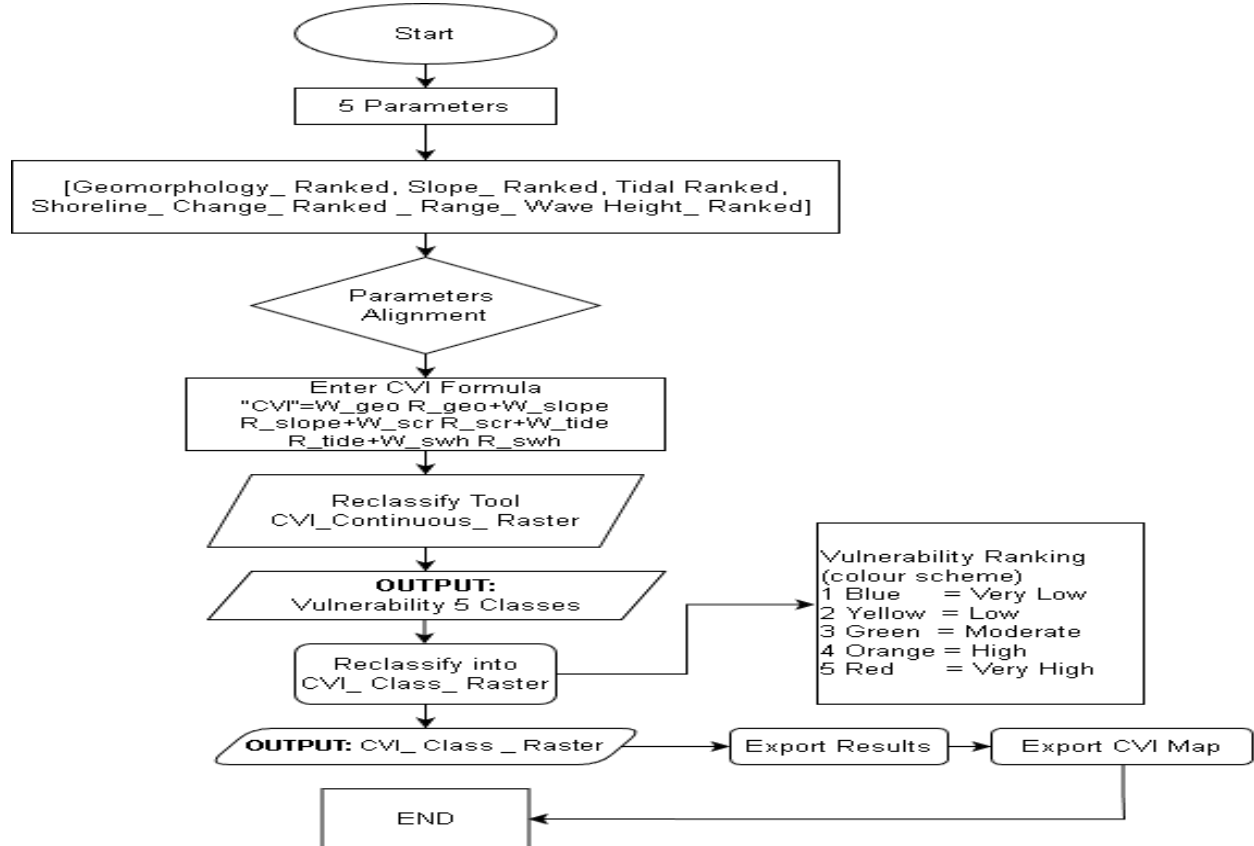 Start
5 Parameters
[Geomorphology_ Ranked, Slope_ Ranked, Tidal Ranked,
Shoreline_ Change_ Ranked _ Range_ Wave Height_ Ranked]
Parameters
Alignment
Enter CVI Formula
"CVI"=W_geo R_geo+W_slope
R_slope+W_scr R_scr+W_tide
R_tide+W_swh R_swh
Reclassify Tool
CVI_Continuous_ Raster
OUTPUT:
Vulnerability 5 Classes
Reclassify into
CVI_ Class_ Raster
Vulnerability Ranking
(colour scheme)
1 Blue = Very Low
2 Yellow = Low
3 Green = Moderate
4 Orange = High
5 Red = Very High
OUTPUT: CVI_ Class _ Raster
Export Results
Export CVI Map
END